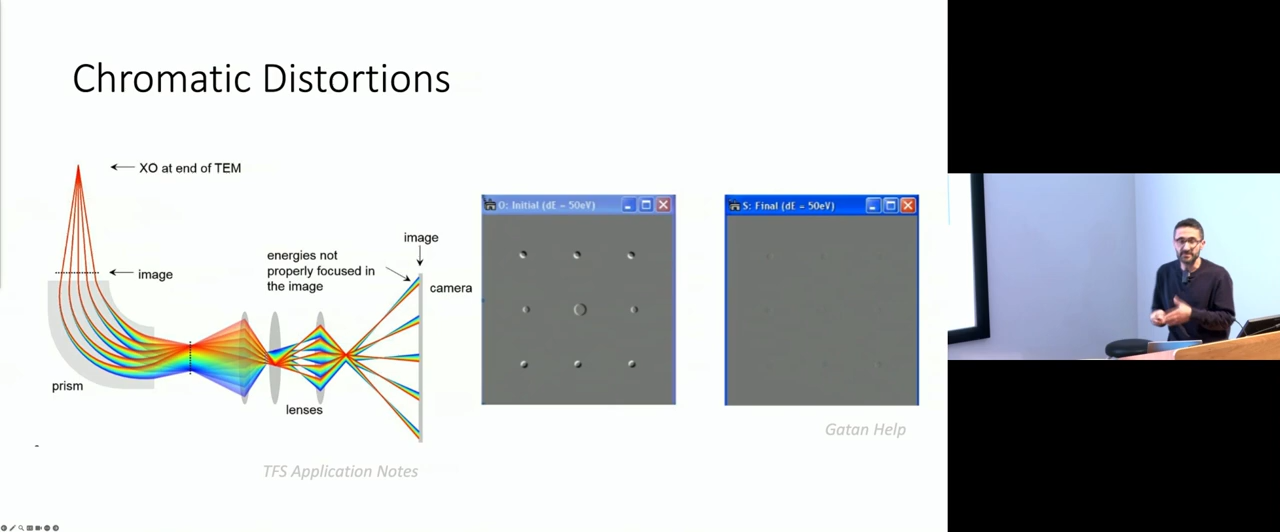 Chromatic Distortions
XO at end of TEM
image
prism
energies not
properly focused in
the image
image
camera
lenses
TFS Application Notes
O: Initial (dE - 50eV)
S: Final (dE - 50eV)
Gatan Help